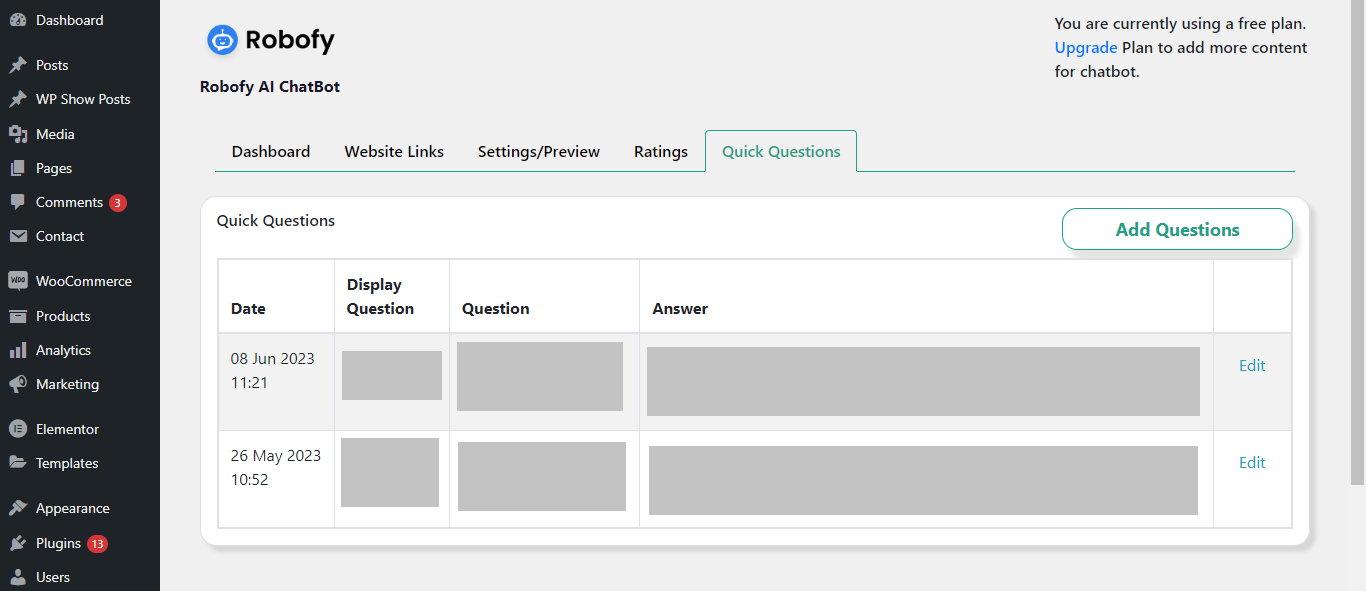 Dashboard
Posts
WP Show Posts
Media
Pages
Comments 3
Contact
WOO WooCommerce
Products
Analytics
Marketing
Elementor
Templates
Appearance
Plugins 13
Users
Robofy
Robofy AI ChatBot
You are currently using a free plan.
Upgrade Plan to add more content
for chatbot.
Dashboard Website Links Settings/Preview Ratings Quick Questions
Quick Questions
Add Questions
Date
Display
Question
Question
Answer
08 Jun 2023
11:21
Edit
26 May 2023
10:52
Edit